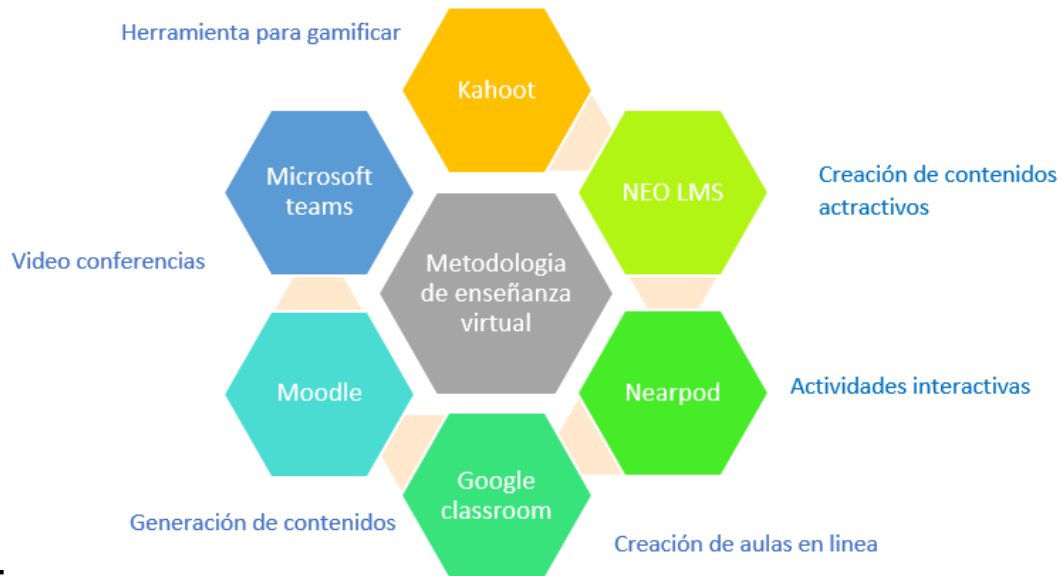 Herramienta para gamificar
Kahoot
Microsoft
teams
NEO LMS
Creación de contenidos
actractivos
Video conferencias
Metodologia
de enseñanza
virtual
Moodle
Nearpod
Actividades interactivas
Google
classroom
Generación de contenidos
Creación de aulas en linea